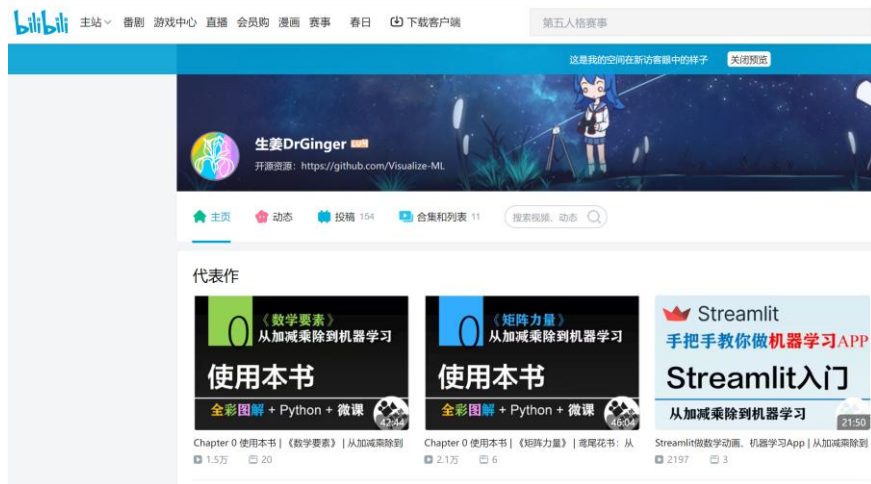 bilibili 主站 番剧 游戏中心 直播 会员购 漫画 赛事 春日 下载客户端 第五人格赛事
这是我的空间在新访客眼中的样子 关闭预览
生姜DrGinger
开源资源：https://github.com/Visualize-ML
主页 动态 投稿 154 合集和列表 11 搜索视频、动态
代表作
《数学要素》
从加减乘除到机器学习
使用本书
全彩图解 + Python + 微课
42:44
Chapter 0 使用本书 | 《数学要素》 | 从加减乘除到
1.5万 20
《矩阵力量》
从加减乘除到机器学习
使用本书
全彩图解 + Python + 微课
46:04
Chapter 0 使用本书 | 《矩阵力量》 | 鸢尾花书：从
2.1万 6
Streamlit
手把手教你做机器学习APP
Streamlit入门
从加减乘除到机器学习
21:50
Streamlit做数学动画、机器学习App | 从加减乘除到
2197 3